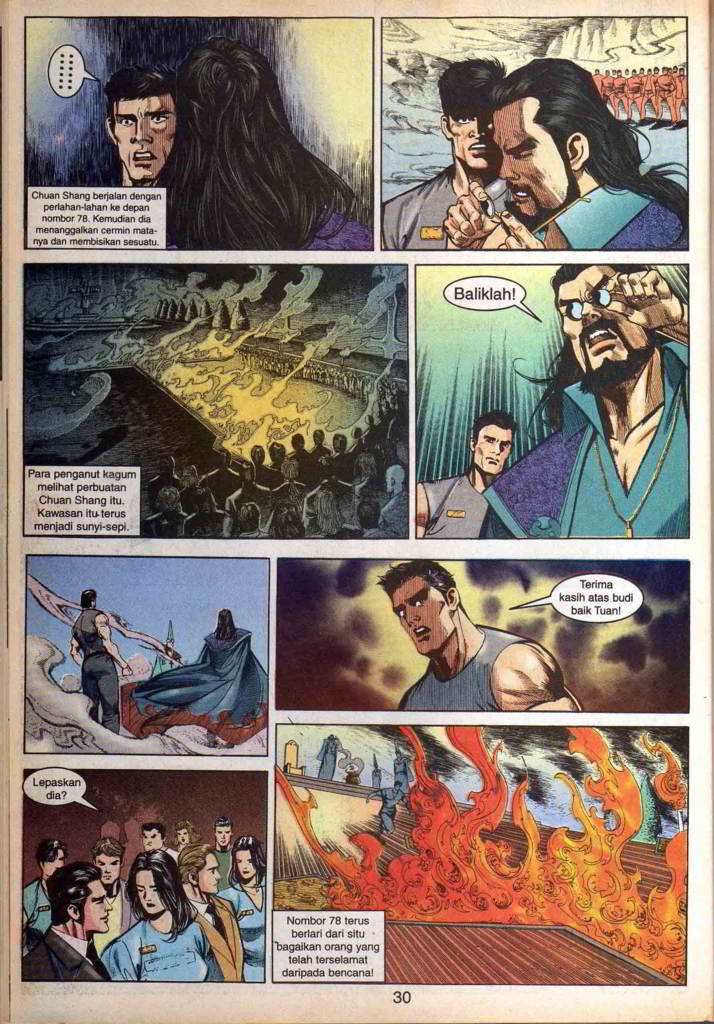 Chuan Shang berjalan dengan
perlahan-lahan ke depan
nombor 78. Kemudian dia
menanggalkan cermin mata-
nya dan membisikan sesuatu.
Baliklah!
Para penganut kagum
melihat perbuatan
Chuan Shang itu.
Kawasan itu terus
menjadi sunyi-sepi.
Terima
kasih atas budi
baik Tuan!
Lepaskan
dia?
Nombor 78 terus
berlari dari situ
bagaikan orang yang
telah terselamat
daripada bencana!
30